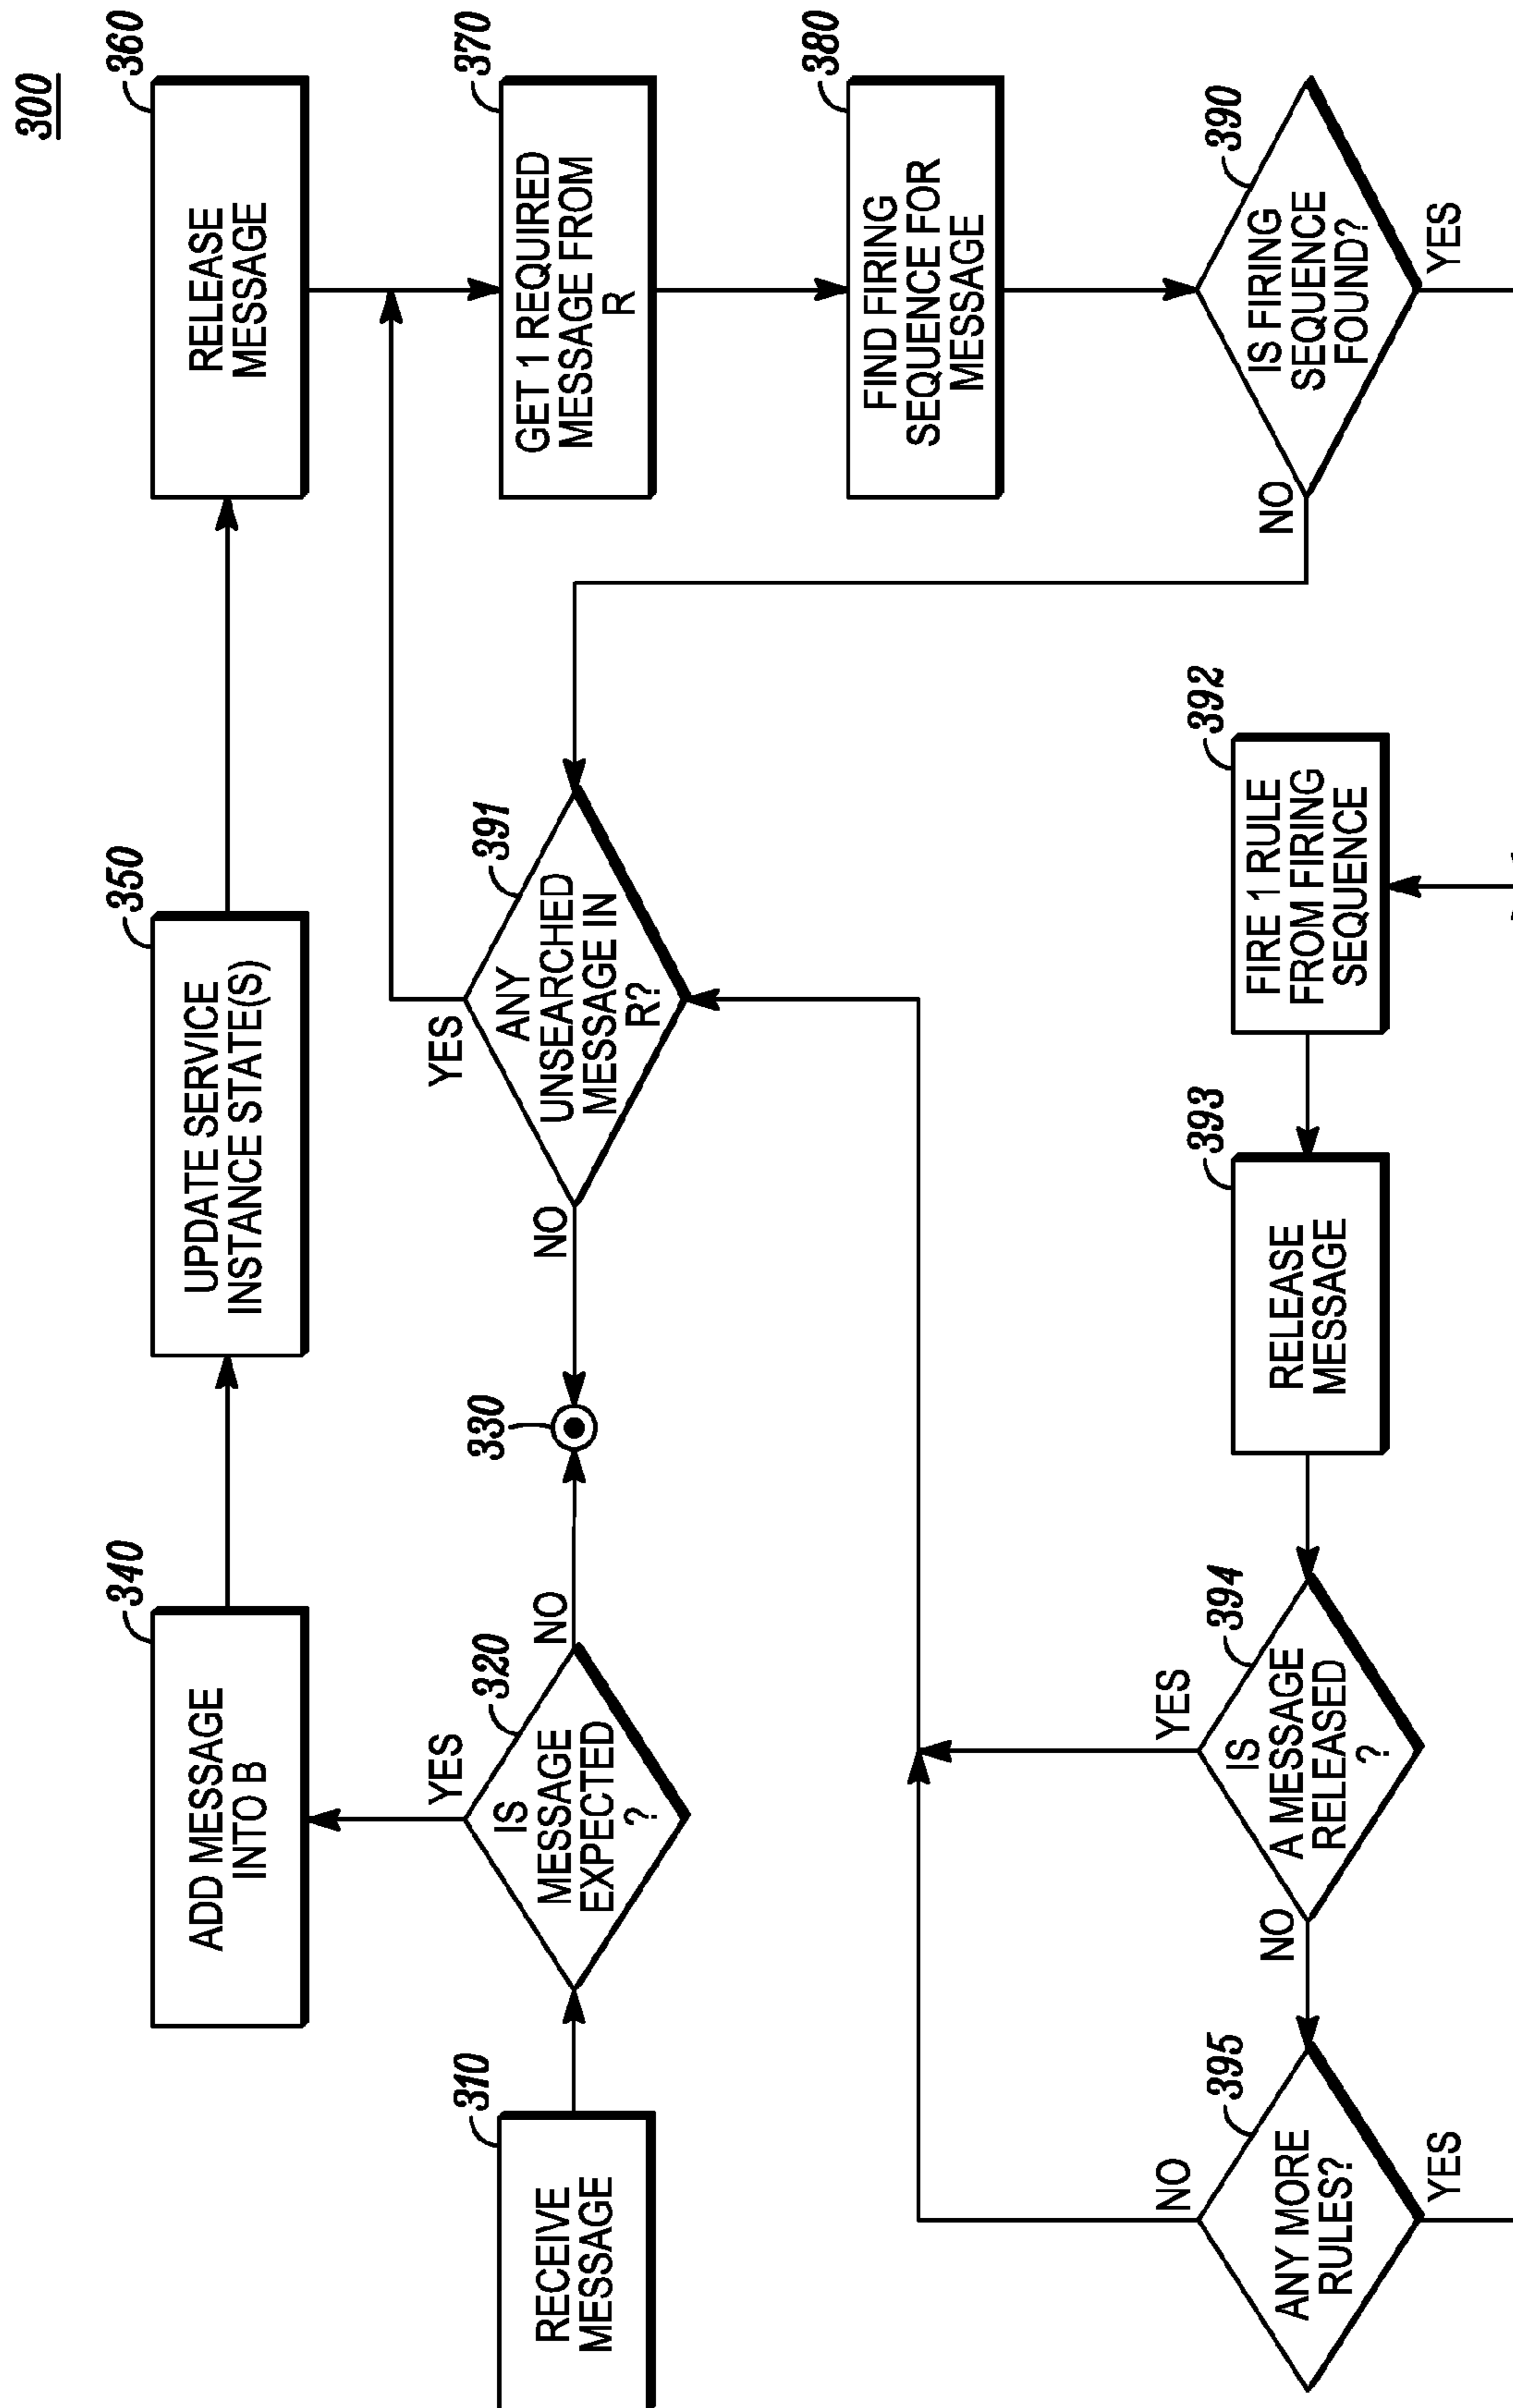 300
310
RECEIVE
MESSAGE
320
IS
MESSAGE
EXPECTED
?
YES
NO
330
340
ADD MESSAGE
INTO B
350
UPDATE SERVICE
INSTANCE STATE(S)
360
RELEASE
MESSAGE
370
GET 1 REQUIRED
MESSAGE FROM
R
380
FIND FIRING
SEQUENCE FOR
MESSAGE
390
IS FIRING
SEQUENCE
FOUND?
NO
YES
391
ANY
UNSEARCHED
MESSAGE IN
R?
YES
NO
392
FIRE 1 RULE
FROM FIRING
SEQUENCE
393
RELEASE
MESSAGE
394
IS
A MESSAGE
RELEASED
?
YES
NO
395
ANY MORE
RULES?
NO
YES